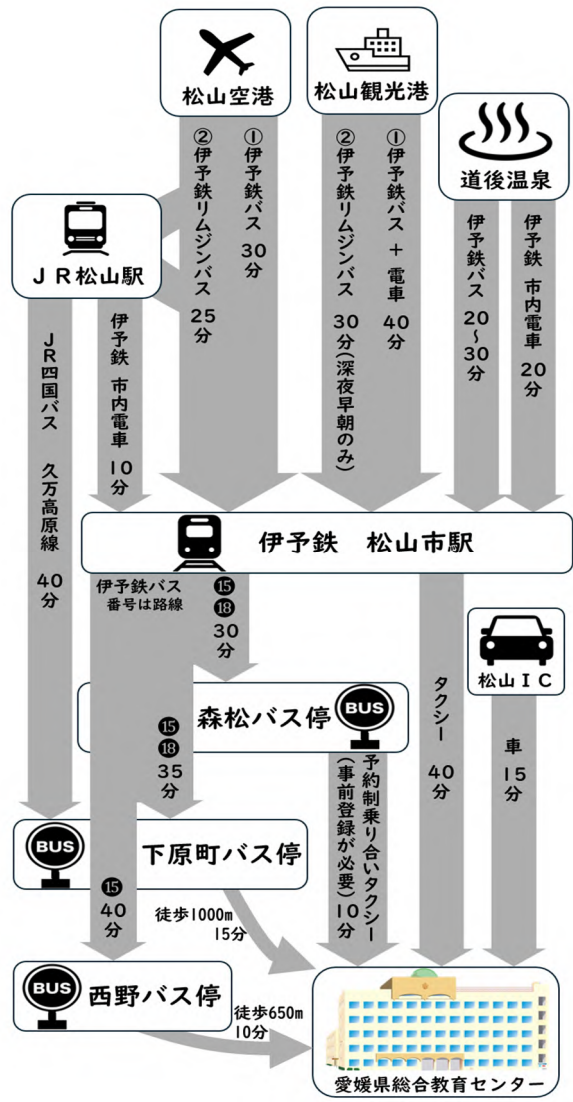 松山空港
松山観光港
道後温泉
JR松山駅
①伊予鉄バス 30分
②伊予鉄リムジンバス 25分
①伊予鉄バス + 電車 40分
②伊予鉄リムジンバス 30分(深夜早朝のみ)
伊予鉄 市内電車 20分
伊予鉄バス 20~30分
伊予鉄 市内電車 10分
JR四国バス 久万高原線 40分
伊予鉄 松山市駅
伊予鉄バス
番号は路線
⓯
⓲
30分
松山IC
森松バス停
BUS
⓯
⓲
35分
タクシー 40分
車 15分
予約制乗り合いタクシー
(事前登録が必要)10分
BUS
下原町バス停
⓯
40分
徒歩1000m
15分
BUS
西野バス停
徒歩650m
10分
愛媛県総合教育センター